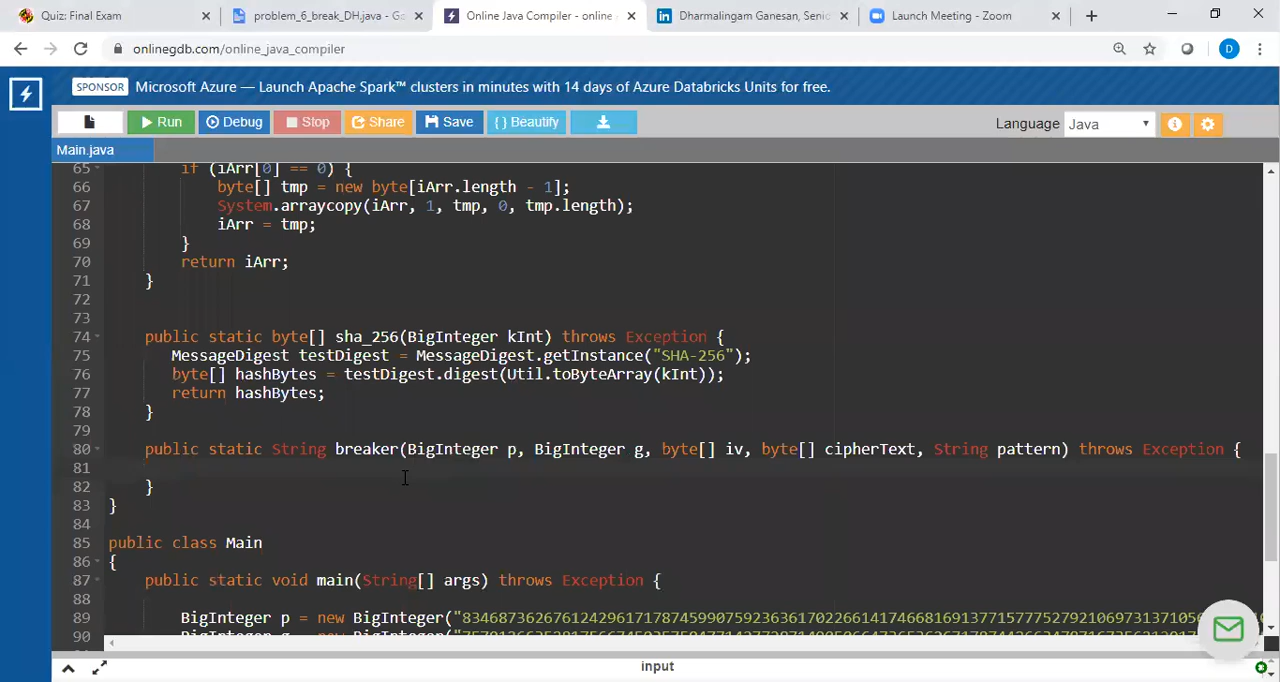 Quiz: Final Exam
problem_6_break_DH.java - Go
Online Java Compiler - online
Dharmalingam Ganesan, Senio
Launch Meeting - Zoom
onlinegdb.com/online_java_compiler
D
SPONSOR Microsoft Azure — Launch Apache Spark™ clusters in minutes with 14 days of Azure Databricks Units for free.
Run Debug Stop Share Save { } Beautify Language Java
Main.java
65 if (iArr[0] == 0) {
66 byte[] tmp = new byte[iArr.length - 1];
67 System.arraycopy(iArr, 1, tmp, 0, tmp.length);
68 iArr = tmp;
69 }
70 return iArr;
71 }
72
73
74 public static byte[] sha_256(BigInteger kInt) throws Exception {
75 MessageDigest testDigest = MessageDigest.getInstance("SHA-256");
76 byte[] hashBytes = testDigest.digest(Util.toByteArray(kInt));
77 return hashBytes;
78 }
79
80 public static String breaker(BigInteger p, BigInteger g, byte[] iv, byte[] cipherText, String pattern) throws Exception {
81
82 }
83 }
84
85 public class Main
86 {
87 public static void main(String[] args) throws Exception {
88
89 BigInteger p = new BigInteger("
90
input